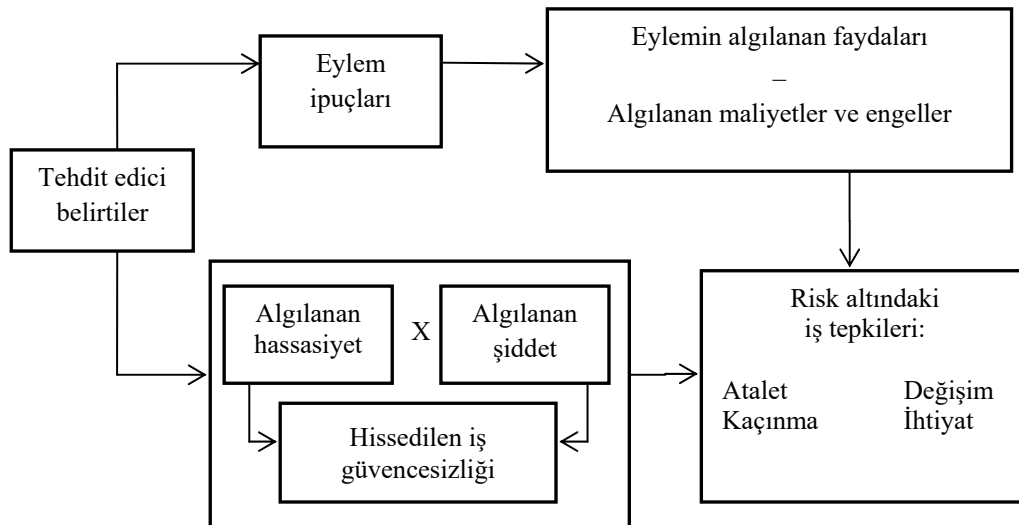 Eylemin algılanan faydaları
–
Algılanan maliyetler ve engeller
Eylem
ipuçları
Tehdit edici
belirtiler
Algılanan
hassasiyet
X
Algılanan
şiddet
Hissedilen iş
güvencesizliği
Risk altındaki
iş tepkileri:
Atalet Değişim
Kaçınma İhtiyat